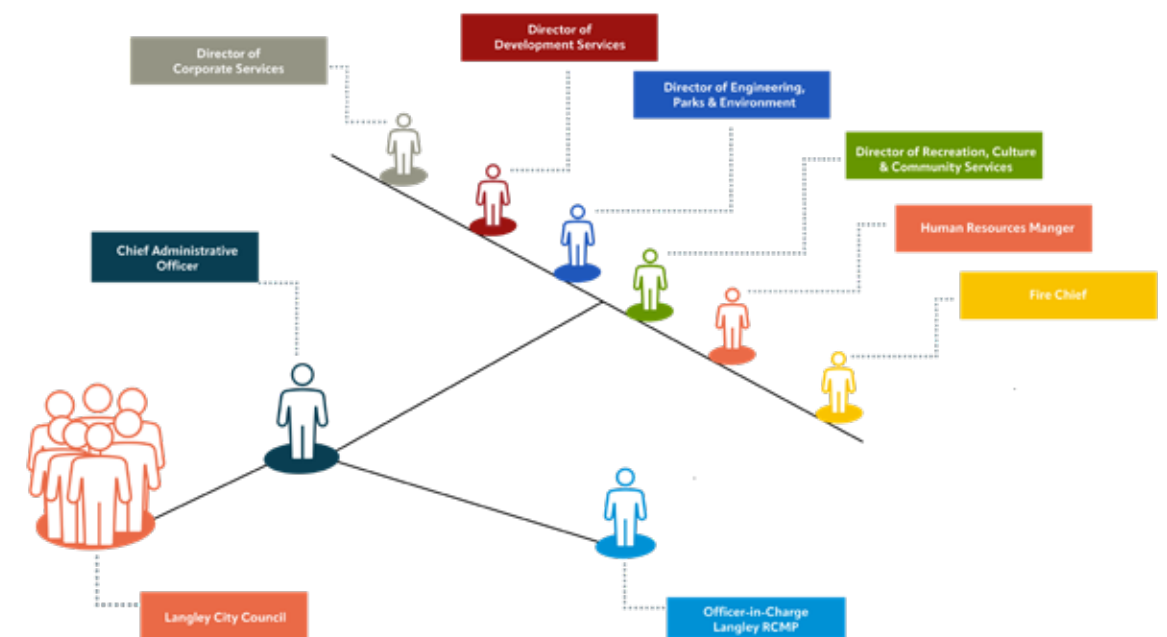 Director of
Development Services
Director of
Corporate Services
Director of Engineering,
Parks & Environment
Director of Recreation, Culture
& Community Services
Human Resources Manger
Chief Administrative
Officer
Fire Chief
Langley City Council
Officer-in-Charge
Langley RCMP